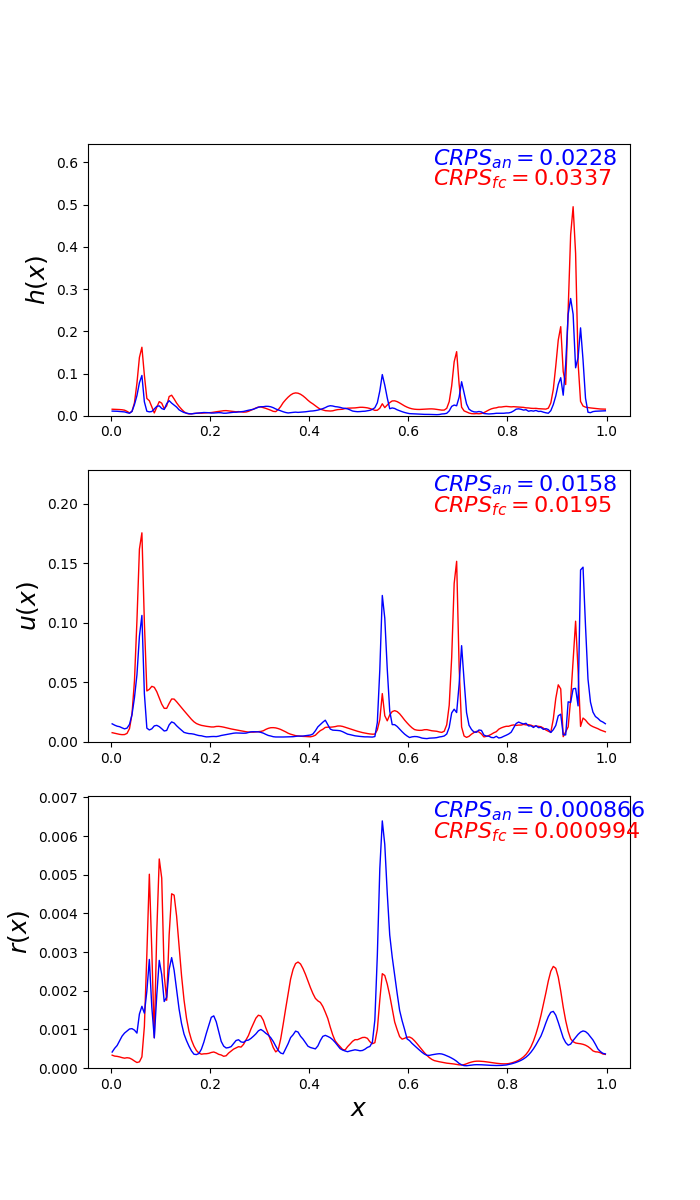 CRPS_an = 0.0228
CRPS_fc = 0.0337
h(x)
0.6
0.5
0.4
0.3
0.2
0.1
0.0
0.0 0.2 0.4 0.6 0.8 1.0
CRPS_an = 0.0158
CRPS_fc = 0.0195
u(x)
0.20
0.15
0.10
0.05
0.00
0.0 0.2 0.4 0.6 0.8 1.0
CRPS_an = 0.000866
CRPS_fc = 0.000994
r(x)
0.007
0.006
0.005
0.004
0.003
0.002
0.001
0.000
0.0 0.2 0.4 0.6 0.8 1.0
x